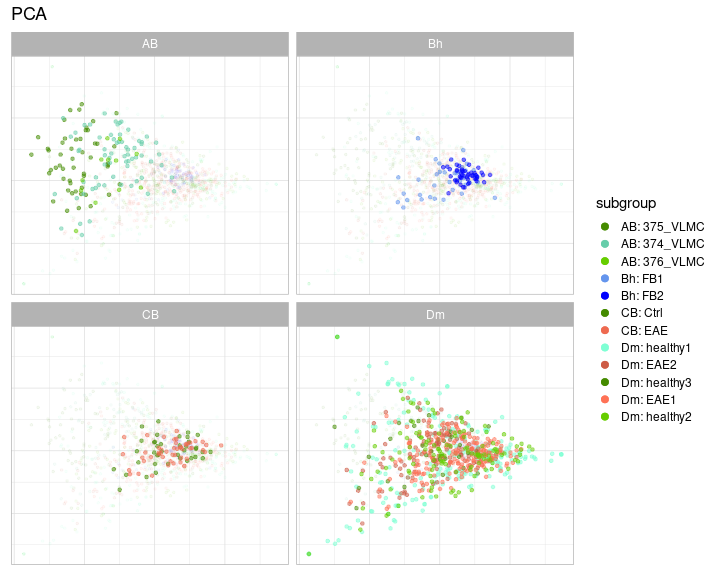 PCA
AB
Bh
CB
Dm
subgroup
AB: 375_VLMC
AB: 374_VLMC
AB: 376_VLMC
Bh: FB1
Bh: FB2
CB: Ctrl
CB: EAE
Dm: healthy1
Dm: EAE2
Dm: healthy3
Dm: EAE1
Dm: healthy2